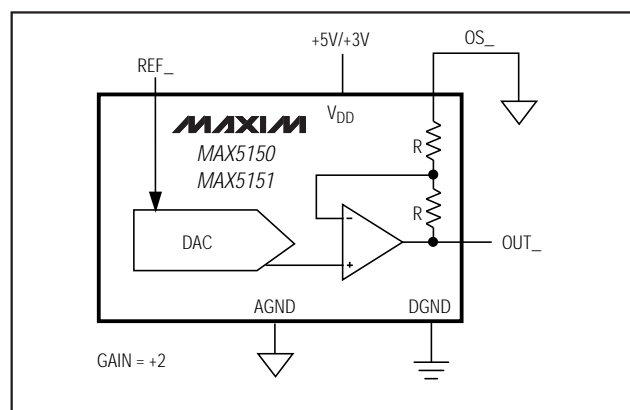 +5V/+3V
OS_
REF_
VDD
MAXIM
MAX5150
MAX5151
R
R
DAC
−
+
OUT_
AGND
DGND
GAIN = +2